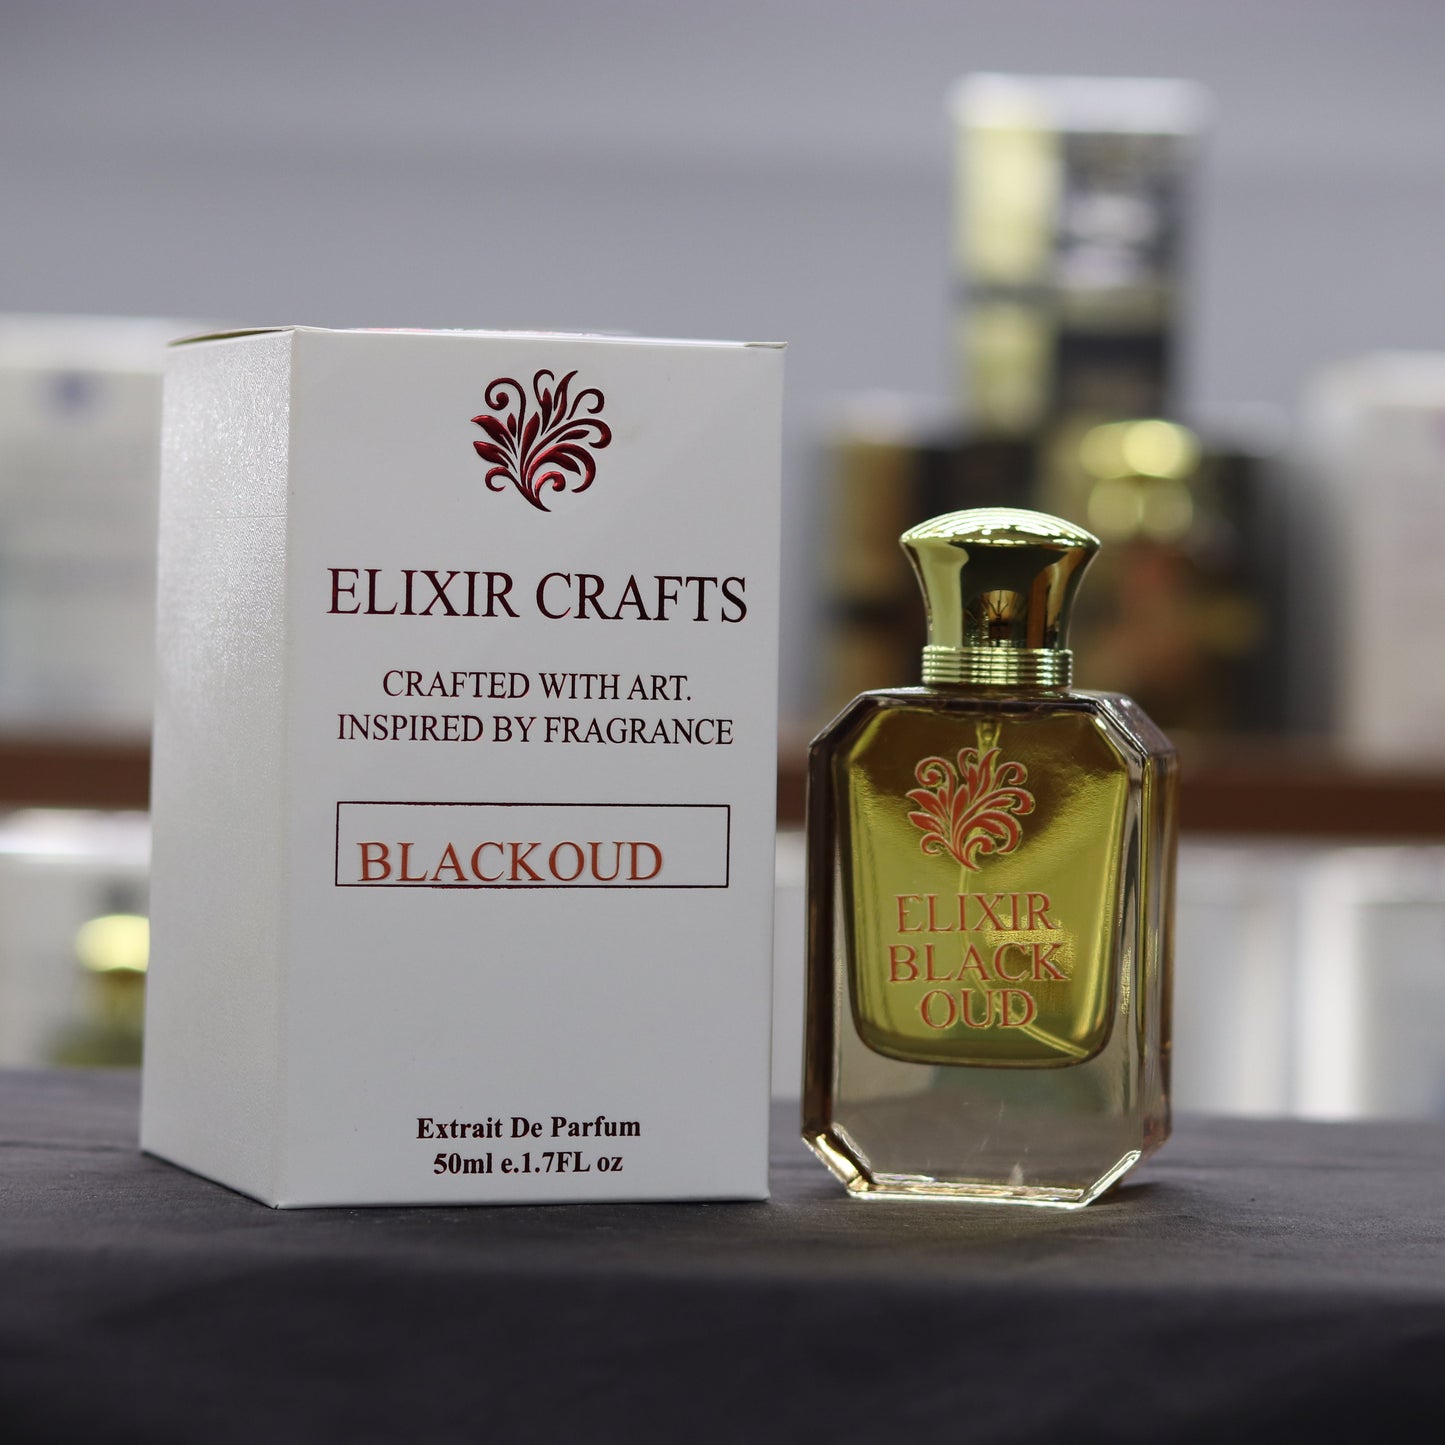 ELIXIR CRAFTS
CRAFTED WITH ART.
INSPIRED BY FRAGRANCE
BLACKOUD
Extrait De Parfum
50ml e.1.7FL oz
ELIXIR
BLACK
OUD